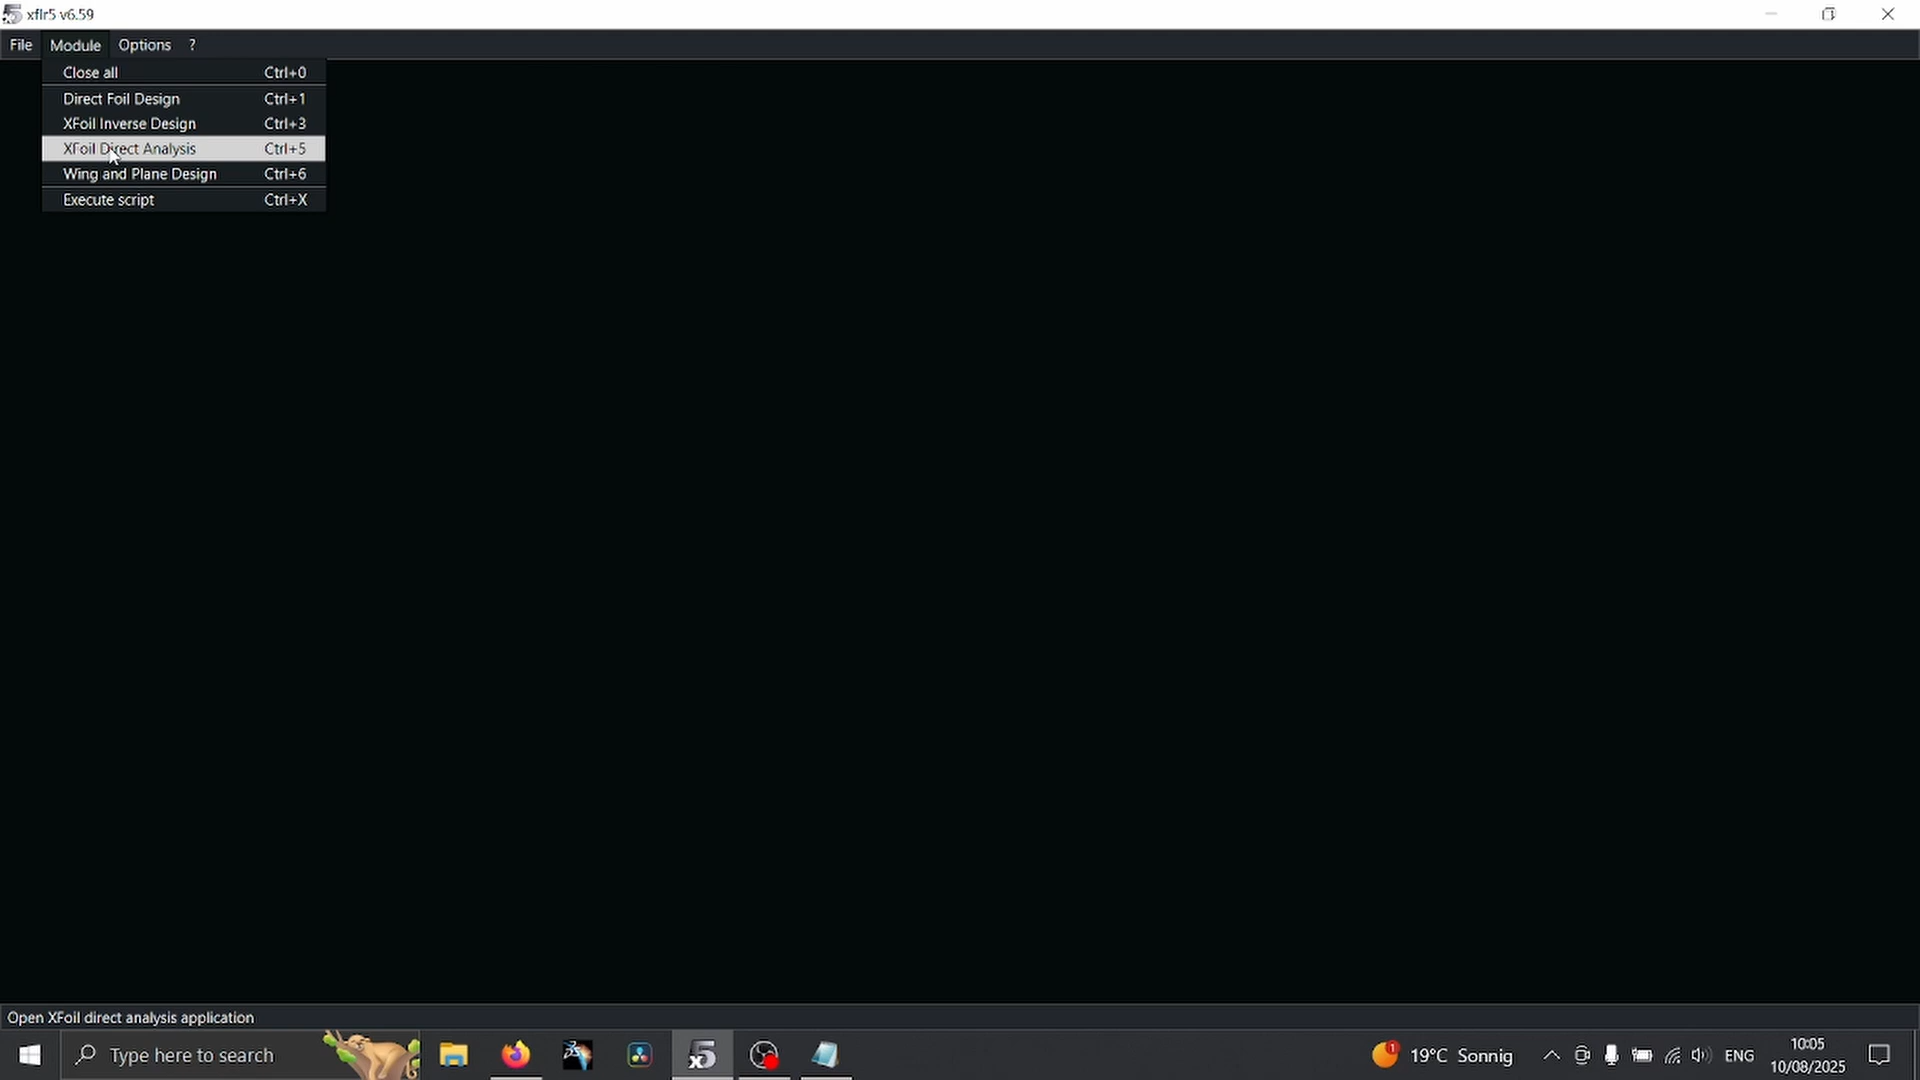 xflr5 v6.59
File Module Options ?
Close all Ctrl+0
Direct Foil Design Ctrl+1
XFoil Inverse Design Ctrl+3
XFoil Direct Analysis Ctrl+5
Wing and Plane Design Ctrl+6
Execute script Ctrl+X
Open XFoil direct analysis application
Type here to search
1 19°C Sonnig ENG 10:05
10/08/2025